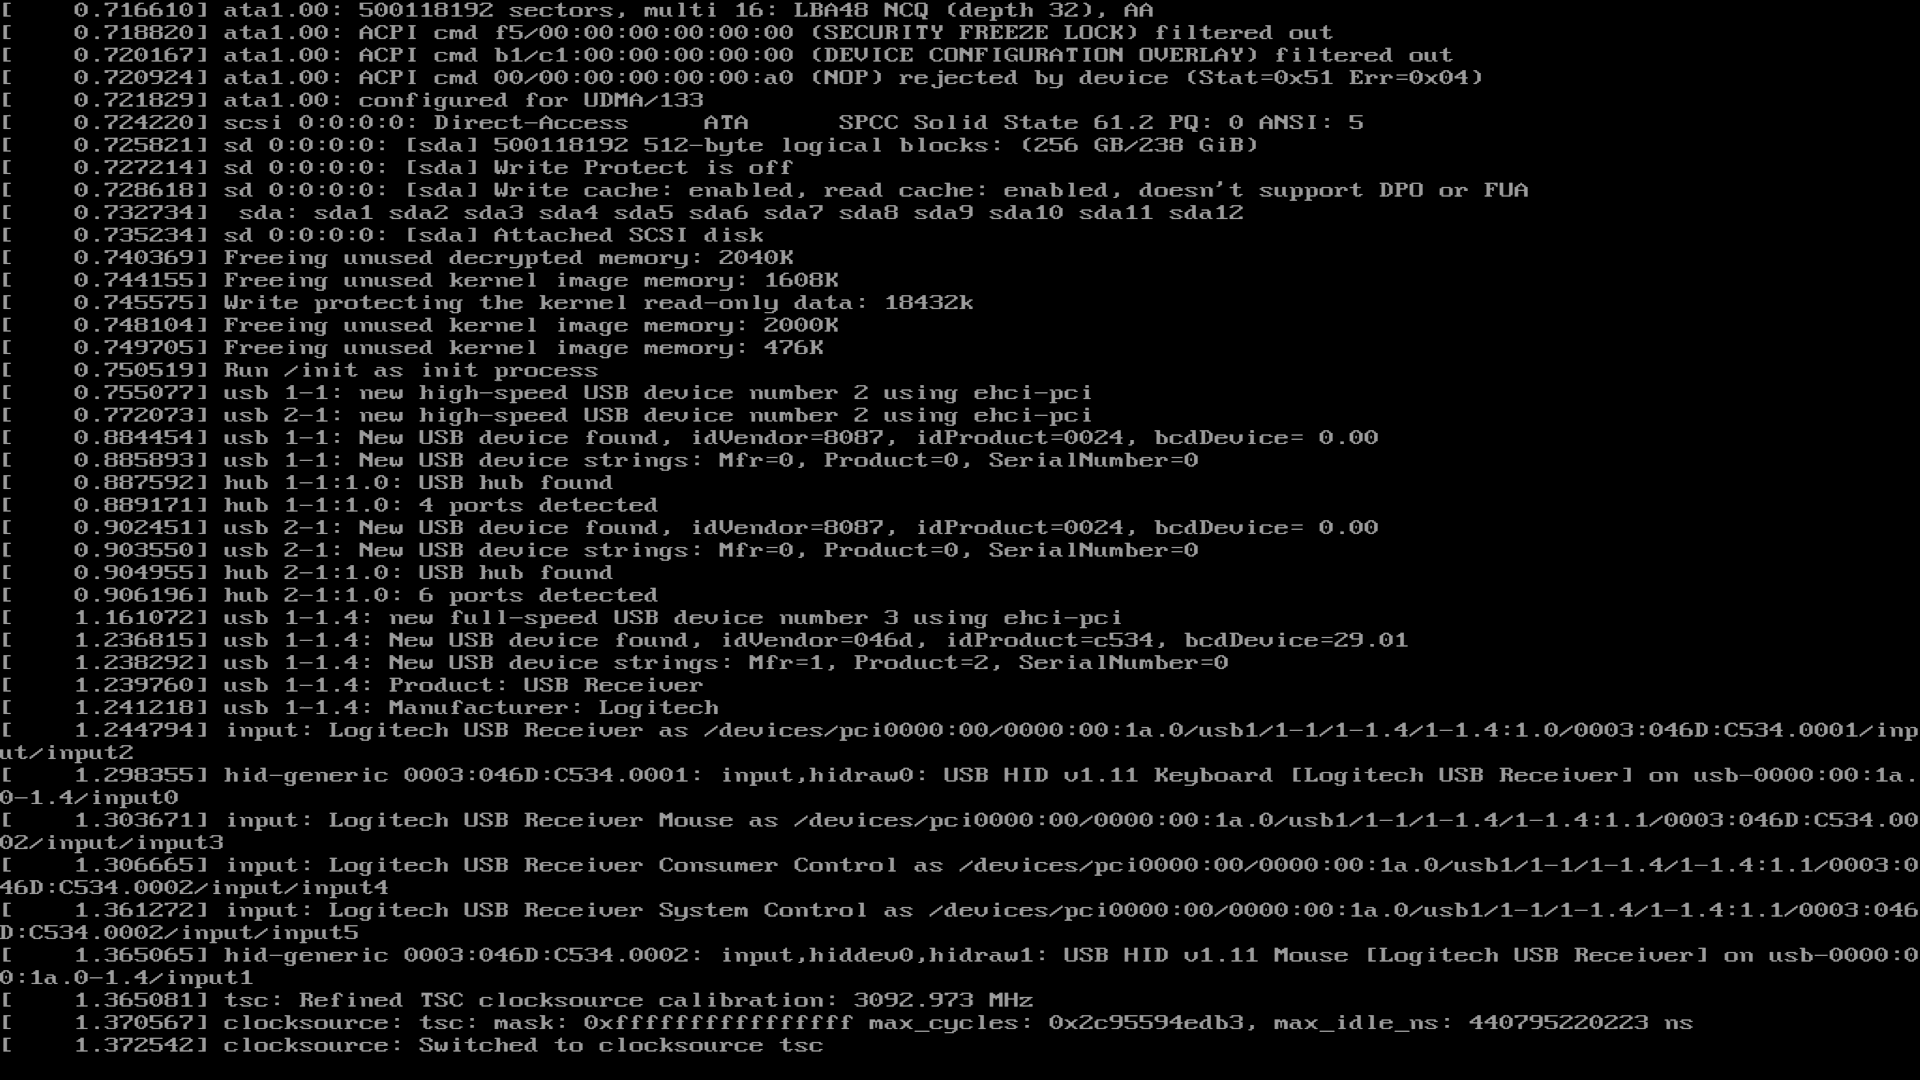 [    0.716610] ata1.00: 500118192 sectors, multi 16: LBA48 NCQ (depth 32), AA
[    0.718820] ata1.00: ACPI cmd f5/00:00:00:00:00:00 (SECURITY FREEZE LOCK) filtered out
[    0.720167] ata1.00: ACPI cmd b1/c1:00:00:00:00:00 (DEVICE CONFIGURATION OVERLAY) filtered out
[    0.720924] ata1.00: ACPI cmd 00/00:00:00:00:00:a0 (NOP) rejected by device (Stat=0x51 Err=0x04)
[    0.721829] ata1.00: configured for UDMA/133
[    0.724220] scsi 0:0:0:0: Direct-Access     ATA      SPCC Solid State 61.2 PQ: 0 ANSI: 5
[    0.725821] sd 0:0:0:0: [sda] 500118192 512-byte logical blocks: (256 GB/238 GiB)
[    0.727214] sd 0:0:0:0: [sda] Write Protect is off
[    0.728618] sd 0:0:0:0: [sda] Write cache: enabled, read cache: enabled, doesn't support DPO or FUA
[    0.732734]  sda: sda1 sda2 sda3 sda4 sda5 sda6 sda7 sda8 sda9 sda10 sda11 sda12
[    0.735234] sd 0:0:0:0: [sda] Attached SCSI disk
[    0.740369] Freeing unused decrypted memory: 2040K
[    0.744155] Freeing unused kernel image memory: 1608K
[    0.745575] Write protecting the kernel read-only data: 18432k
[    0.748104] Freeing unused kernel image memory: 2000K
[    0.749705] Freeing unused kernel image memory: 476K
[    0.750519] Run /init as init process
[    0.755077] usb 1-1: new high-speed USB device number 2 using ehci-pci
[    0.772073] usb 2-1: new high-speed USB device number 2 using ehci-pci
[    0.884454] usb 1-1: New USB device found, idVendor=8087, idProduct=0024, bcdDevice= 0.00
[    0.885893] usb 1-1: New USB device strings: Mfr=0, Product=0, SerialNumber=0
[    0.887592] hub 1-1:1.0: USB hub found
[    0.889171] hub 1-1:1.0: 4 ports detected
[    0.902451] usb 2-1: New USB device found, idVendor=8087, idProduct=0024, bcdDevice= 0.00
[    0.903550] usb 2-1: New USB device strings: Mfr=0, Product=0, SerialNumber=0
[    0.904955] hub 2-1:1.0: USB hub found
[    0.906196] hub 2-1:1.0: 6 ports detected
[    1.161072] usb 1-1.4: new full-speed USB device number 3 using ehci-pci
[    1.236815] usb 1-1.4: New USB device found, idVendor=046d, idProduct=c534, bcdDevice=29.01
[    1.238292] usb 1-1.4: New USB device strings: Mfr=1, Product=2, SerialNumber=0
[    1.239760] usb 1-1.4: Product: USB Receiver
[    1.241218] usb 1-1.4: Manufacturer: Logitech
[    1.244794] input: Logitech USB Receiver as /devices/pci0000:00/0000:00:1a.0/usb1/1-1/1-1.4/1-1.4:1.0/0003:046D:C534.0001/inp
ut/input2
[    1.298355] hid-generic 0003:046D:C534.0001: input,hidraw0: USB HID v1.11 Keyboard [Logitech USB Receiver] on usb-0000:00:1a.
0-1.4/input0
[    1.303671] input: Logitech USB Receiver Mouse as /devices/pci0000:00/0000:00:1a.0/usb1/1-1/1-1.4/1-1.4:1.1/0003:046D:C534.00
02/input/input3
[    1.306665] input: Logitech USB Receiver Consumer Control as /devices/pci0000:00/0000:00:1a.0/usb1/1-1/1-1.4/1-1.4:1.1/0003:0
46D:C534.0002/input/input4
[    1.361272] input: Logitech USB Receiver System Control as /devices/pci0000:00/0000:00:1a.0/usb1/1-1/1-1.4/1-1.4:1.1/0003:046
D:C534.0002/input/input5
[    1.365065] hid-generic 0003:046D:C534.0002: input,hiddev0,hidraw1: USB HID v1.11 Mouse [Logitech USB Receiver] on usb-0000:0
0:1a.0-1.4/input1
[    1.365081] tsc: Refined TSC clocksource calibration: 3092.973 MHz
[    1.370567] clocksource: tsc: mask: 0xffffffffffffffff max_cycles: 0x2c95594edb3, max_idle_ns: 440795220223 ns
[    1.372542] clocksource: Switched to clocksource tsc